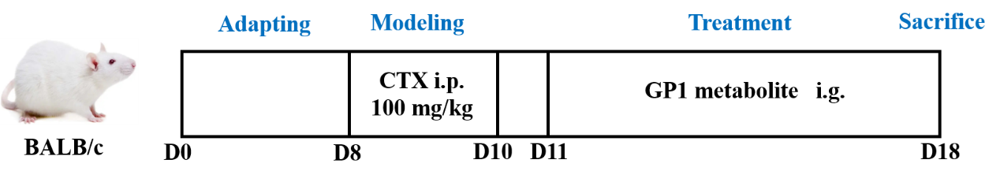 Adapting Modeling Treatment Sacrifice
CTX i.p.
100 mg/kg
GP1 metabolite i.g.
BALB/c
D0 D8 D10 D11 D18